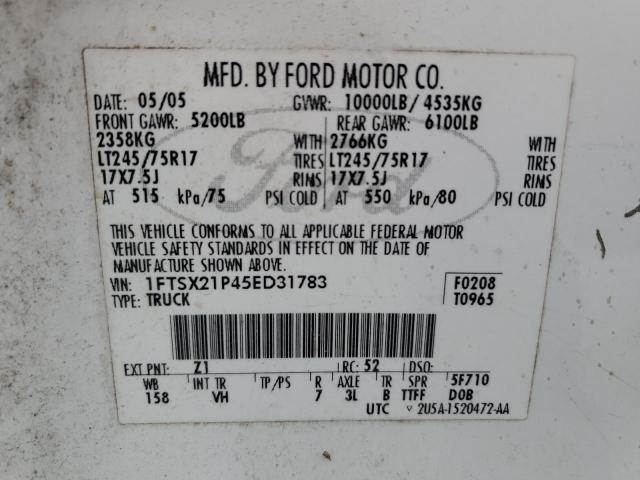 MFD. BY FORD MOTOR CO.
DATE: 05/05 GVWR: 10000LB/ 4535KG
FRONT GAWR: 5200LB REAR GAWR: 6100LB
2358KG WITH 2766KG WITH
LT245/75R17 TIRES LT245/75R17 TIRES
17X7.5J RIMS 17X7.5J RIMS
AT 515 kPa/75 PSI COLD AT 550 kPa/80 PSI COLD
Ford
THIS VEHICLE CONFORMS TO ALL APPLICABLE FEDERAL MOTOR
VEHICLE SAFETY STANDARDS IN EFFECT ON THE DATE OF
MANUFACTURE SHOWN ABOVE.
VIN: 1FTSX21P45ED31783 F0208
TYPE: TRUCK T0965
EXT PNT: Z1 RC: 52 DSO:
WB INT TR TP/PS R AXLE TR SPR 5F710
158 VH 7 3L B TTFF DOB
UTC ▽ 2U5A-1520472-AA